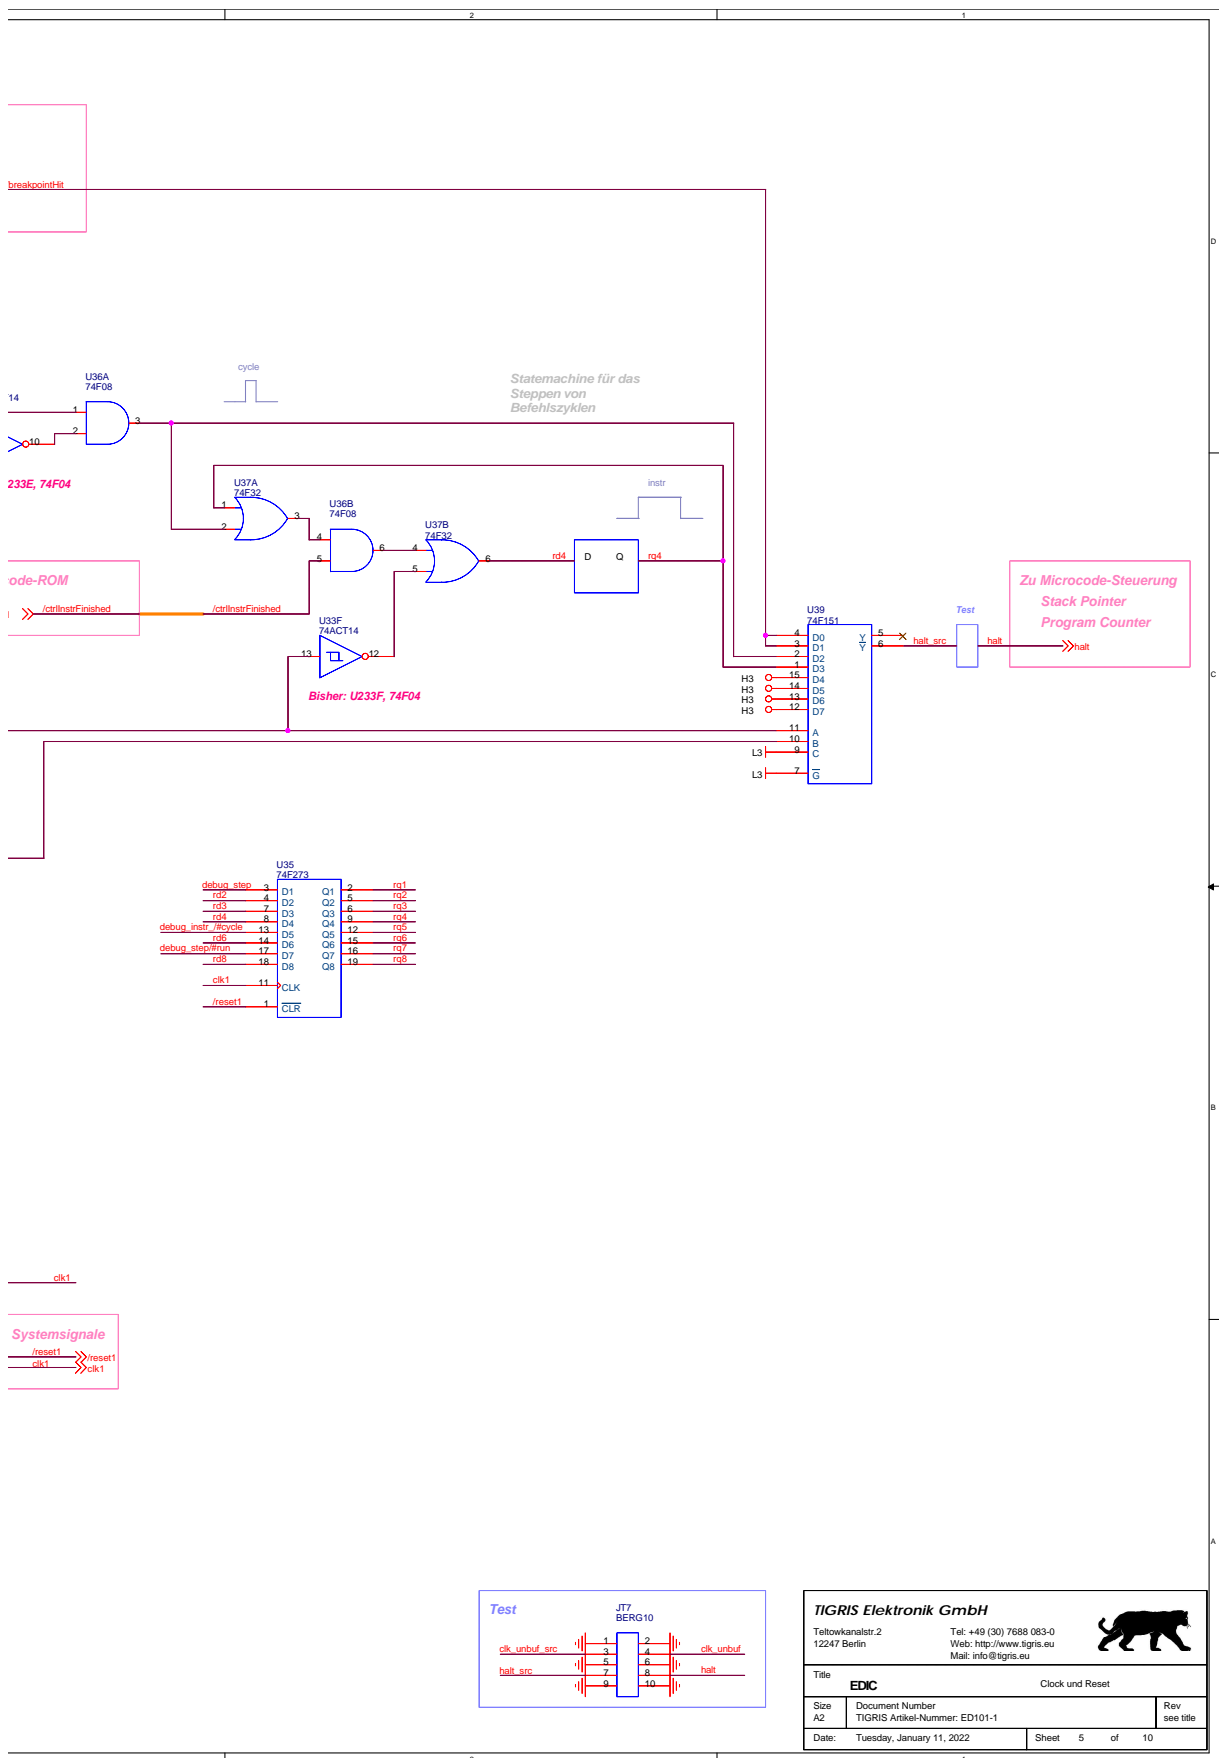 2
1
D
breakpointHit
cycle
Statemachine für das
Steppen von
Befehlszyklen
U36A
74F08
'14
1
2
3
10
233E, 74F04
U37A
74F32
1
2
3
U36B
74F08
4
5
6
U37B
74F32
4
5
6
instr
rd4
D
Q
rq4
ode-ROM
/ctrlInstrFinished
/ctrlInstrFinished
U33F
74ACT14
13
12
Bisher: U233F, 74F04
U39
74F151
4
D0
3
D1
2
D2
1
D3
H3
15
D4
H3
14
D5
H3
13
D6
H3
12
D7
11
A
10
B
L3
9
C
L3
7
G
Y
5
Y
6
halt_src
Test
halt
Zu Microcode-Steuerung
Stack Pointer
Program Counter
halt
C
U35
74F273
debug_step 3 D1 Q1 2 rq1
rd2 4 D2 Q2 5 rq2
rd3 7 D3 Q3 6 rq3
rd4 8 D4 Q4 9 rq4
debug_instr_/#cycle 13 D5 Q5 12 rq5
rd6 14 D6 Q6 15 rq6
debug_step/#run 17 D7 Q7 16 rq7
rd8 18 D8 Q8 19 rq8
clk1 11 CLK
/reset1 1 CLR
B
clk1
Systemsignale
/reset1 /reset1
clk1 clk1
A
Test
JT7
BERG10
1 2
clk_unbuf_src 3 4 clk_unbuf
5 6
halt_src 7 8 halt
9 10
TIGRIS Elektronik GmbH
Teltowkanalstr.2 Tel: +49 (30) 7688 083-0
12247 Berlin Web: http://www.tigris.eu
Mail: info@tigris.eu
Title
EDIC Clock und Reset
Size Document Number Rev
A2 TIGRIS Artikel-Nummer: ED101-1 see title
Date: Tuesday, January 11, 2022 Sheet 5 of 10